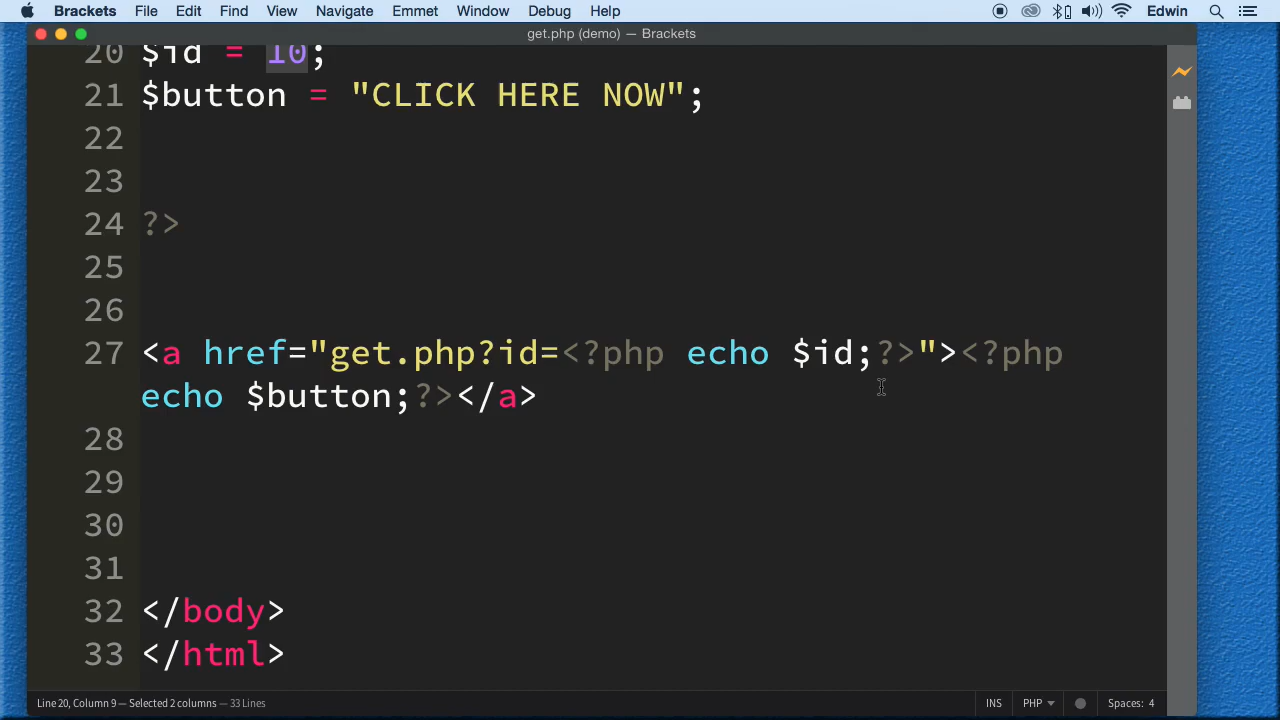 Brackets File Edit Find View Navigate Emmet Window Debug Help Edwin
get.php (demo) — Brackets
20 $id = 10;
21 $button = "CLICK HERE NOW";
22
23
24 ?>
25
26
27 <a href="get.php?id=<?php echo $id;?>"><?php
echo $button;?></a>
28
29
30
31
32 </body>
33 </html>
Line 20, Column 9 — Selected 2 columns — 33 Lines INS PHP Spaces: 4